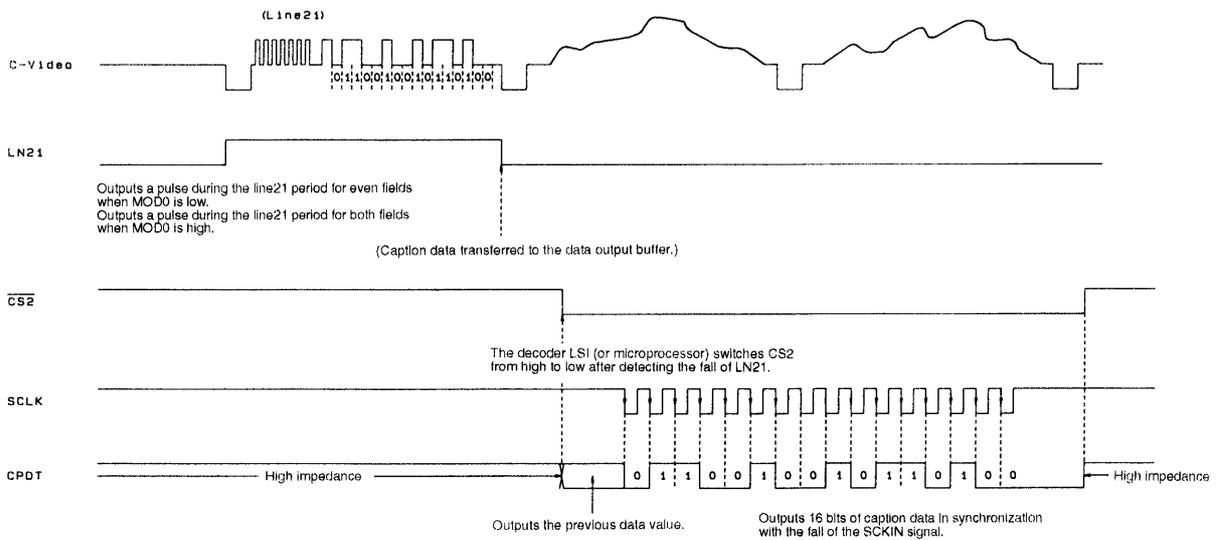 (Line21)
C-Video
0 1 1 0 0 1 0 0 1 0 1 1 0 1 0 0
LN21
Outputs a pulse during the line21 period for even fields
when MOD0 is low.
Outputs a pulse during the line21 period for both fields
when MOD0 is high.
(Caption data transferred to the data output buffer.)
CS2
The decoder LSI (or microprocessor) switches CS2
from high to low after detecting the fall of LN21.
SCLK
CPDT
High impedance
0 1 1 0 0 1 0 0 1 0 1 1 0 1 0 0
High impedance
Outputs the previous data value.
Outputs 16 bits of caption data in synchronization
with the fall of the SCKIN signal.